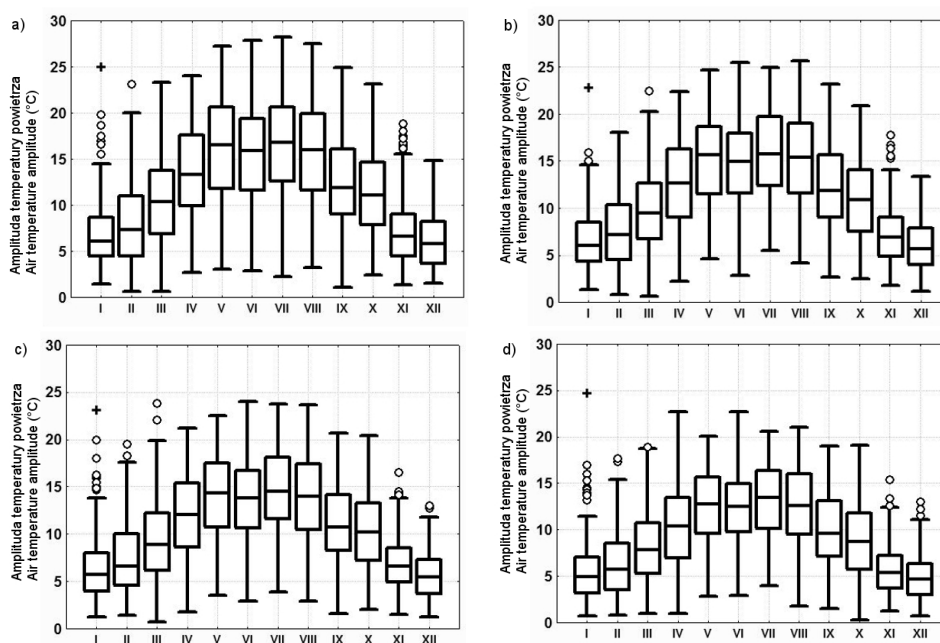 a)
Amplituda temperatury powietrza
Air temperature amplitude (°C)
30
25
20
15
10
5
0
I II III IV V VI VII VIII IX X XI XII
b)
Amplituda temperatury powietrza
Air temperature amplitude (°C)
30
25
20
15
10
5
0
I II III IV V VI VII VIII IX X XI XII
c)
Amplituda temperatury powietrza
Air temperature amplitude (°C)
30
25
20
15
10
5
0
I II III IV V VI VII VIII IX X XI XII
d)
Amplituda temperatury powietrza
Air temperature amplitude (°C)
30
25
20
15
10
5
0
I II III IV V VI VII VIII IX X XI XII